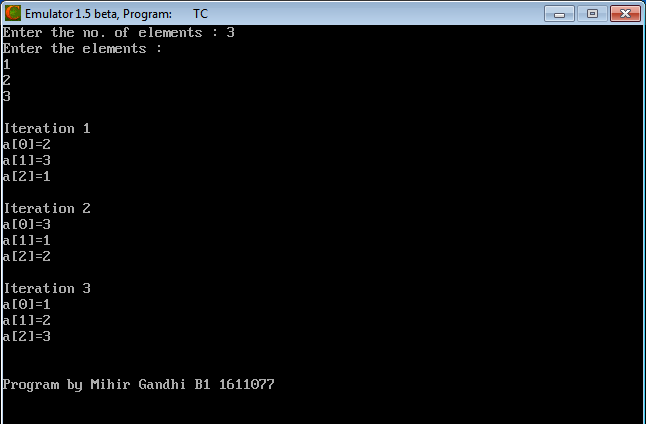 Emulator 1.5 beta, Program: TC
Enter the no. of elements : 3
Enter the elements :
1
2
3
Iteration 1
a[0]=2
a[1]=3
a[2]=1
Iteration 2
a[0]=3
a[1]=1
a[2]=2
Iteration 3
a[0]=1
a[1]=2
a[2]=3
Program by Mihir Gandhi B1 1611077